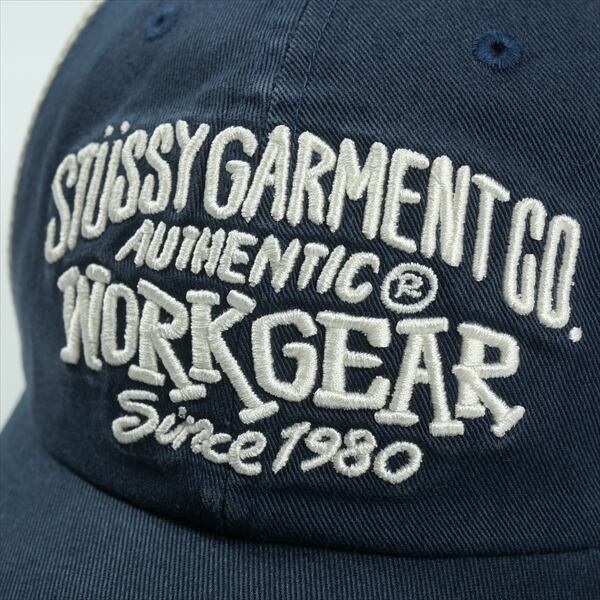 STÜSSY GARMENT CO.
AUTHENTIC ®
WORKGEAR
Since 1980